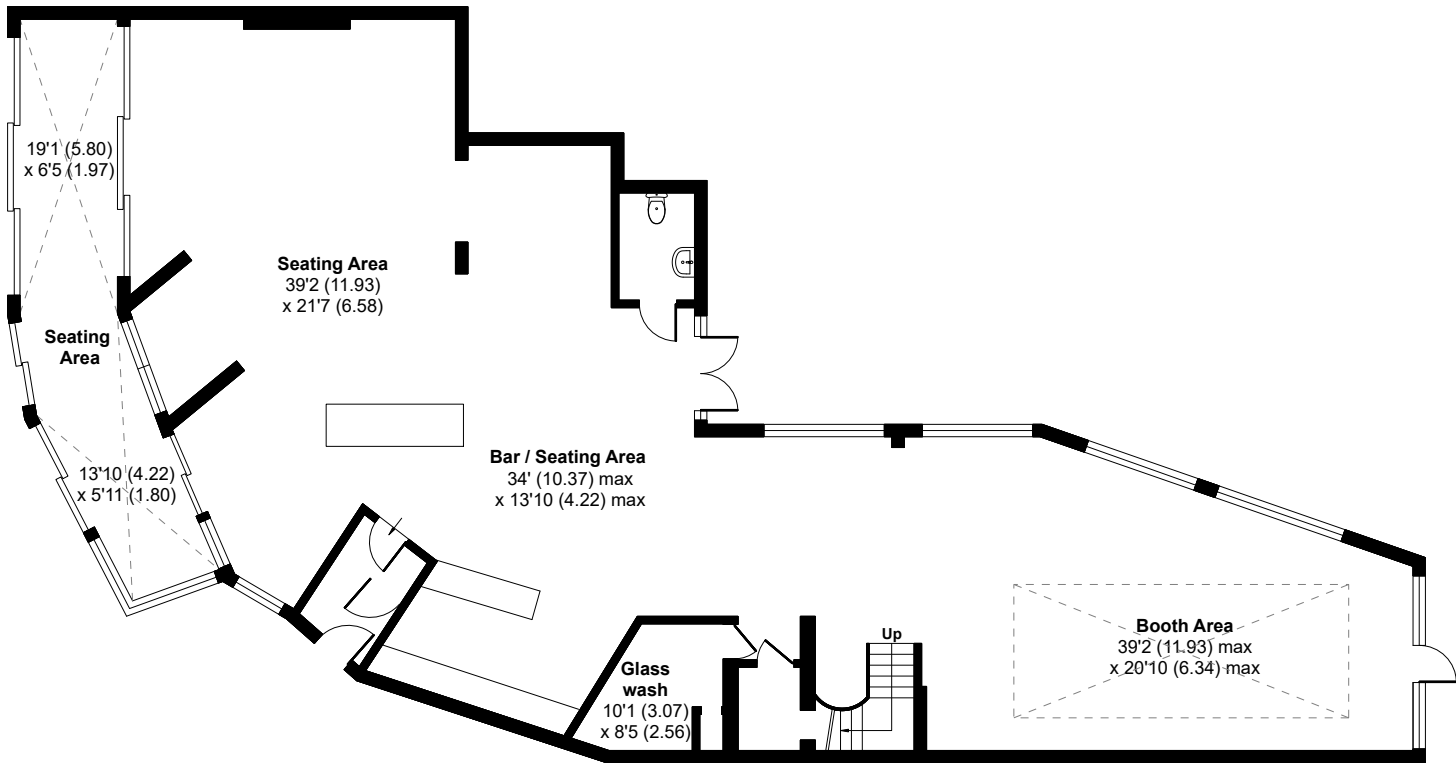 19'1 (5.80)
x 6'5 (1.97)
Seating Area
39'2 (11.93)
x 21'7 (6.58)
Seating
Area
13'10 (4.22)
x 5'11 (1.80)
Bar / Seating Area
34' (10.37) max
x 13'10 (4.22) max
Glass
wash
10'1 (3.07)
x 8'5 (2.56)
Up
Booth Area
39'2 (11.93) max
x 20'10 (6.34) max